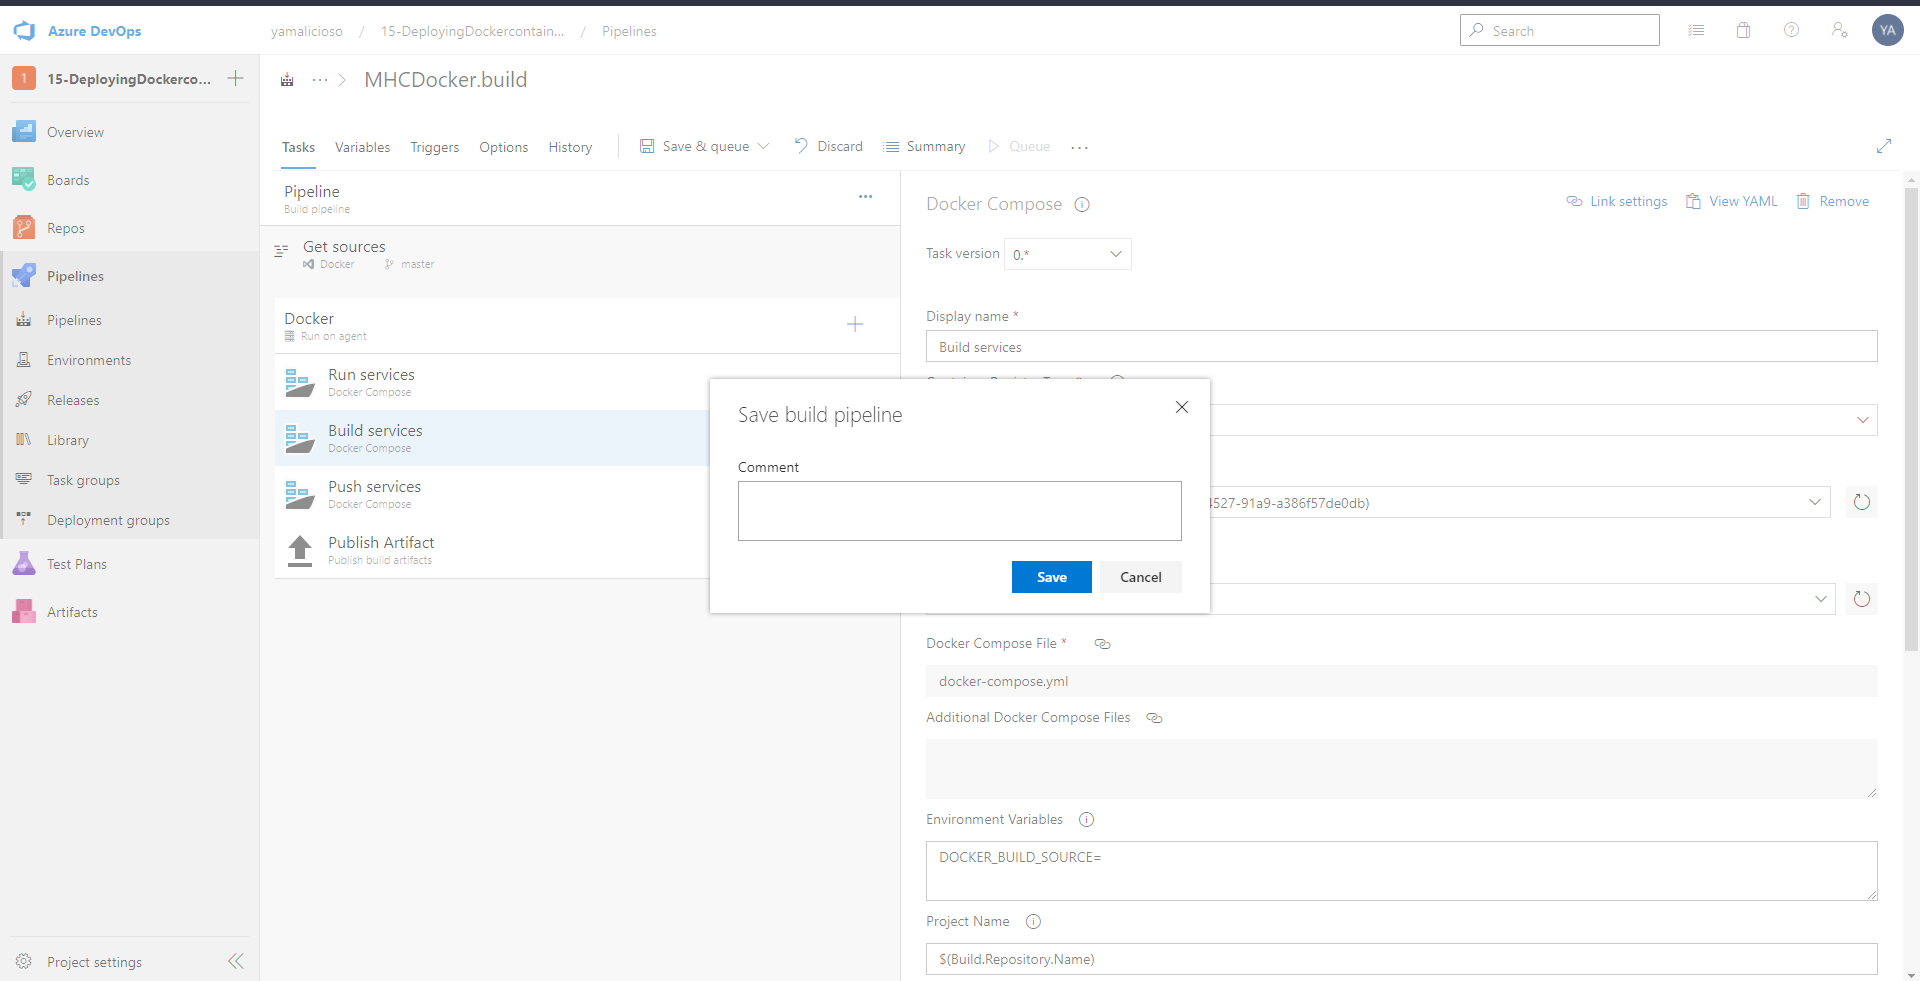 Azure DevOps
yamalicioso / 15-DeployingDockercontain... / Pipelines
Search
YA
1 15-DeployingDockerco...
Overview
Boards
Repos
Pipelines
Pipelines
Environments
Releases
Library
Task groups
Deployment groups
Test Plans
Artifacts
Project settings
... > MHCDocker.build
Tasks Variables Triggers Options History Save & queue Discard Summary Queue ...
Pipeline
Build pipeline
Get sources
Docker master
Docker
Run on agent
Run services
Docker Compose
Build services
Docker Compose
Push services
Docker Compose
Publish Artifact
Publish build artifacts
Docker Compose
Link settings View YAML Remove
Task version 0.*
Display name *
Build services
Save build pipeline
Comment
Save Cancel
4527-91a9-a386f57de0db)
Docker Compose File *
docker-compose.yml
Additional Docker Compose Files
Environment Variables
DOCKER_BUILD_SOURCE=
Project Name
$(Build.Repository.Name)